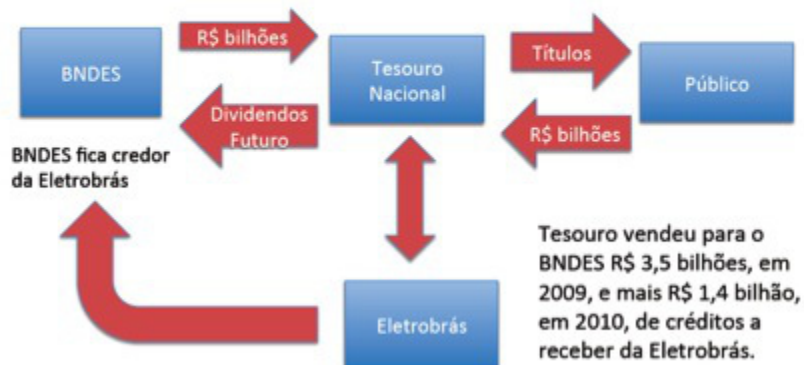 BNDES
R$ bilhões
Tesouro
Nacional
Títulos
Público
Dividendos
Futuro
R$ bilhões
BNDES fica credor
da Eletrobrás
Eletrobrás
Tesouro vendeu para o
BNDES R$ 3,5 bilhões, em
2009, e mais R$ 1,4 bilhão,
em 2010, de créditos a
receber da Eletrobrás.